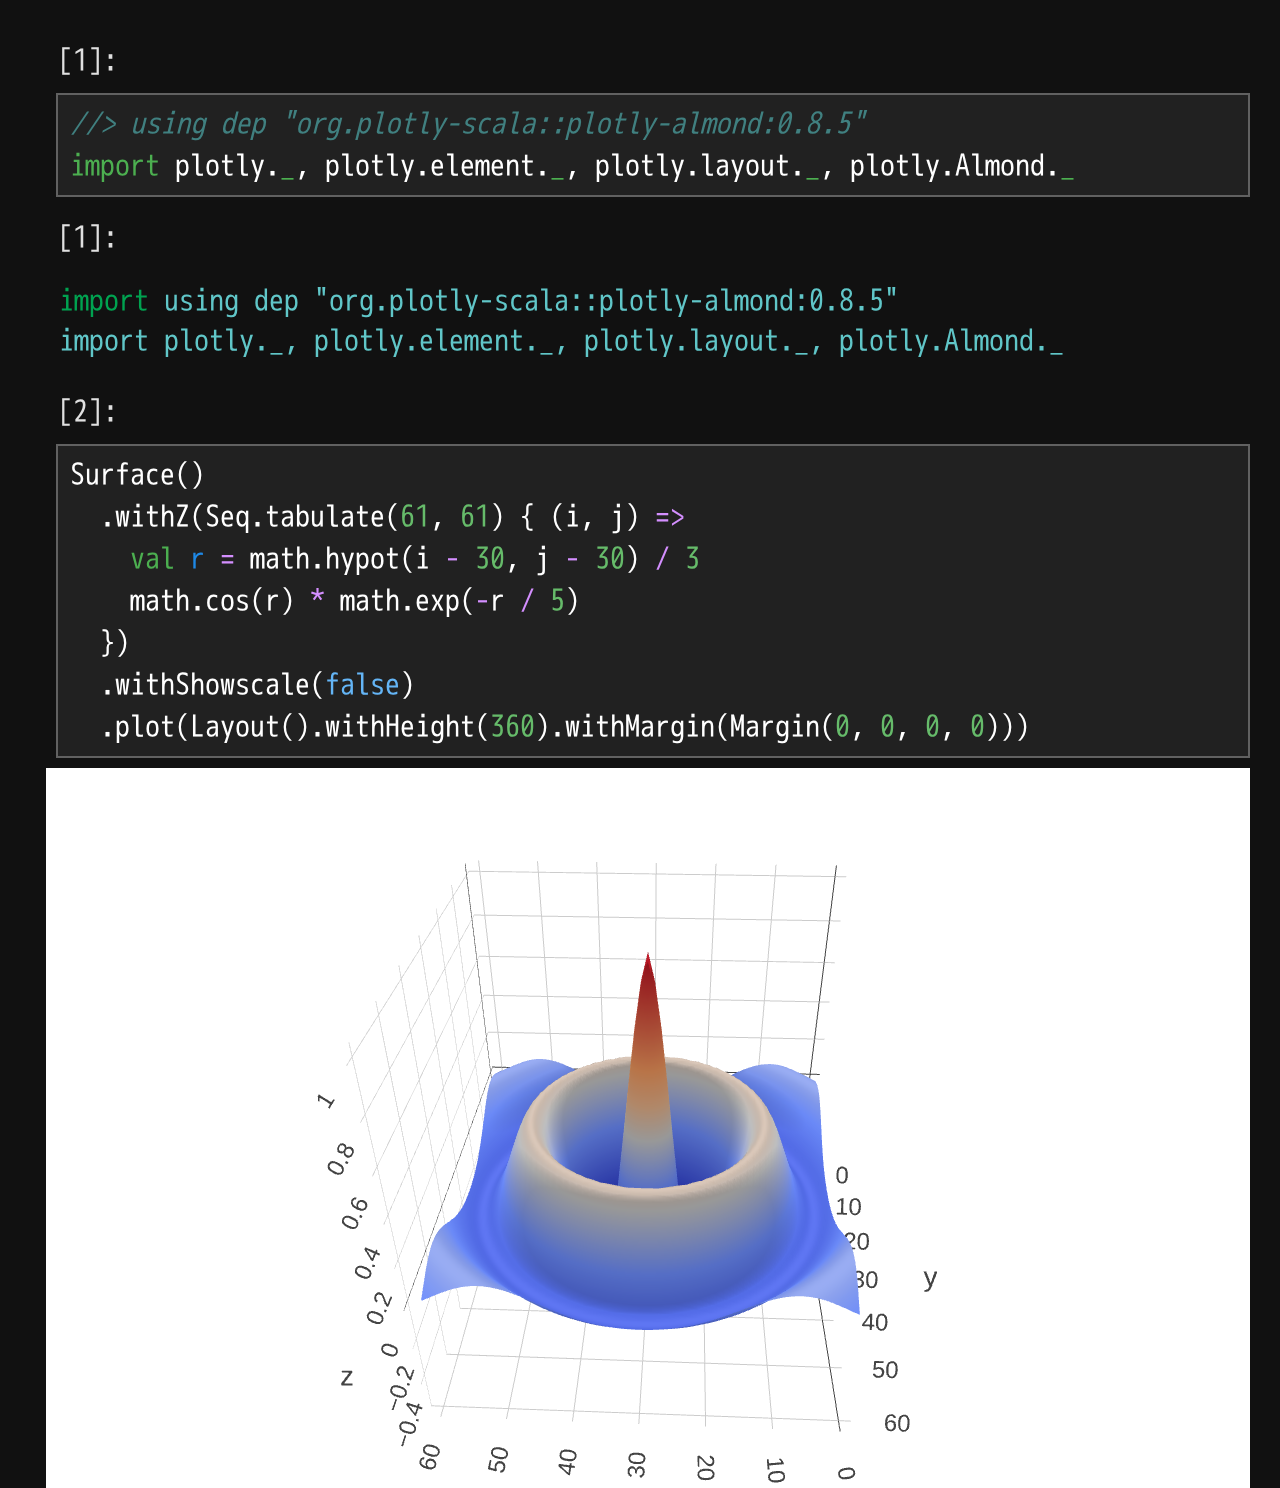 [1]:
//> using dep "org.plotly-scala::plotly-almond:0.8.5"
import plotly._, plotly.element._, plotly.layout._, plotly.Almond._
[1]:
import using dep "org.plotly-scala::plotly-almond:0.8.5"
import plotly._, plotly.element._, plotly.layout._, plotly.Almond._
[2]:
Surface()
  .withZ(Seq.tabulate(61, 61) { (i, j) =>
    val r = math.hypot(i - 30, j - 30) / 3
    math.cos(r) * math.exp(-r / 5)
  })
  .withShowscale(false)
  .plot(Layout().withHeight(360).withMargin(Margin(0, 0, 0, 0)))
1
0.8
0.6
0.4
0.2
0
−0.2
−0.4
z
0
10
20
30
40
50
60
y
60
50
40
30
20
10
0